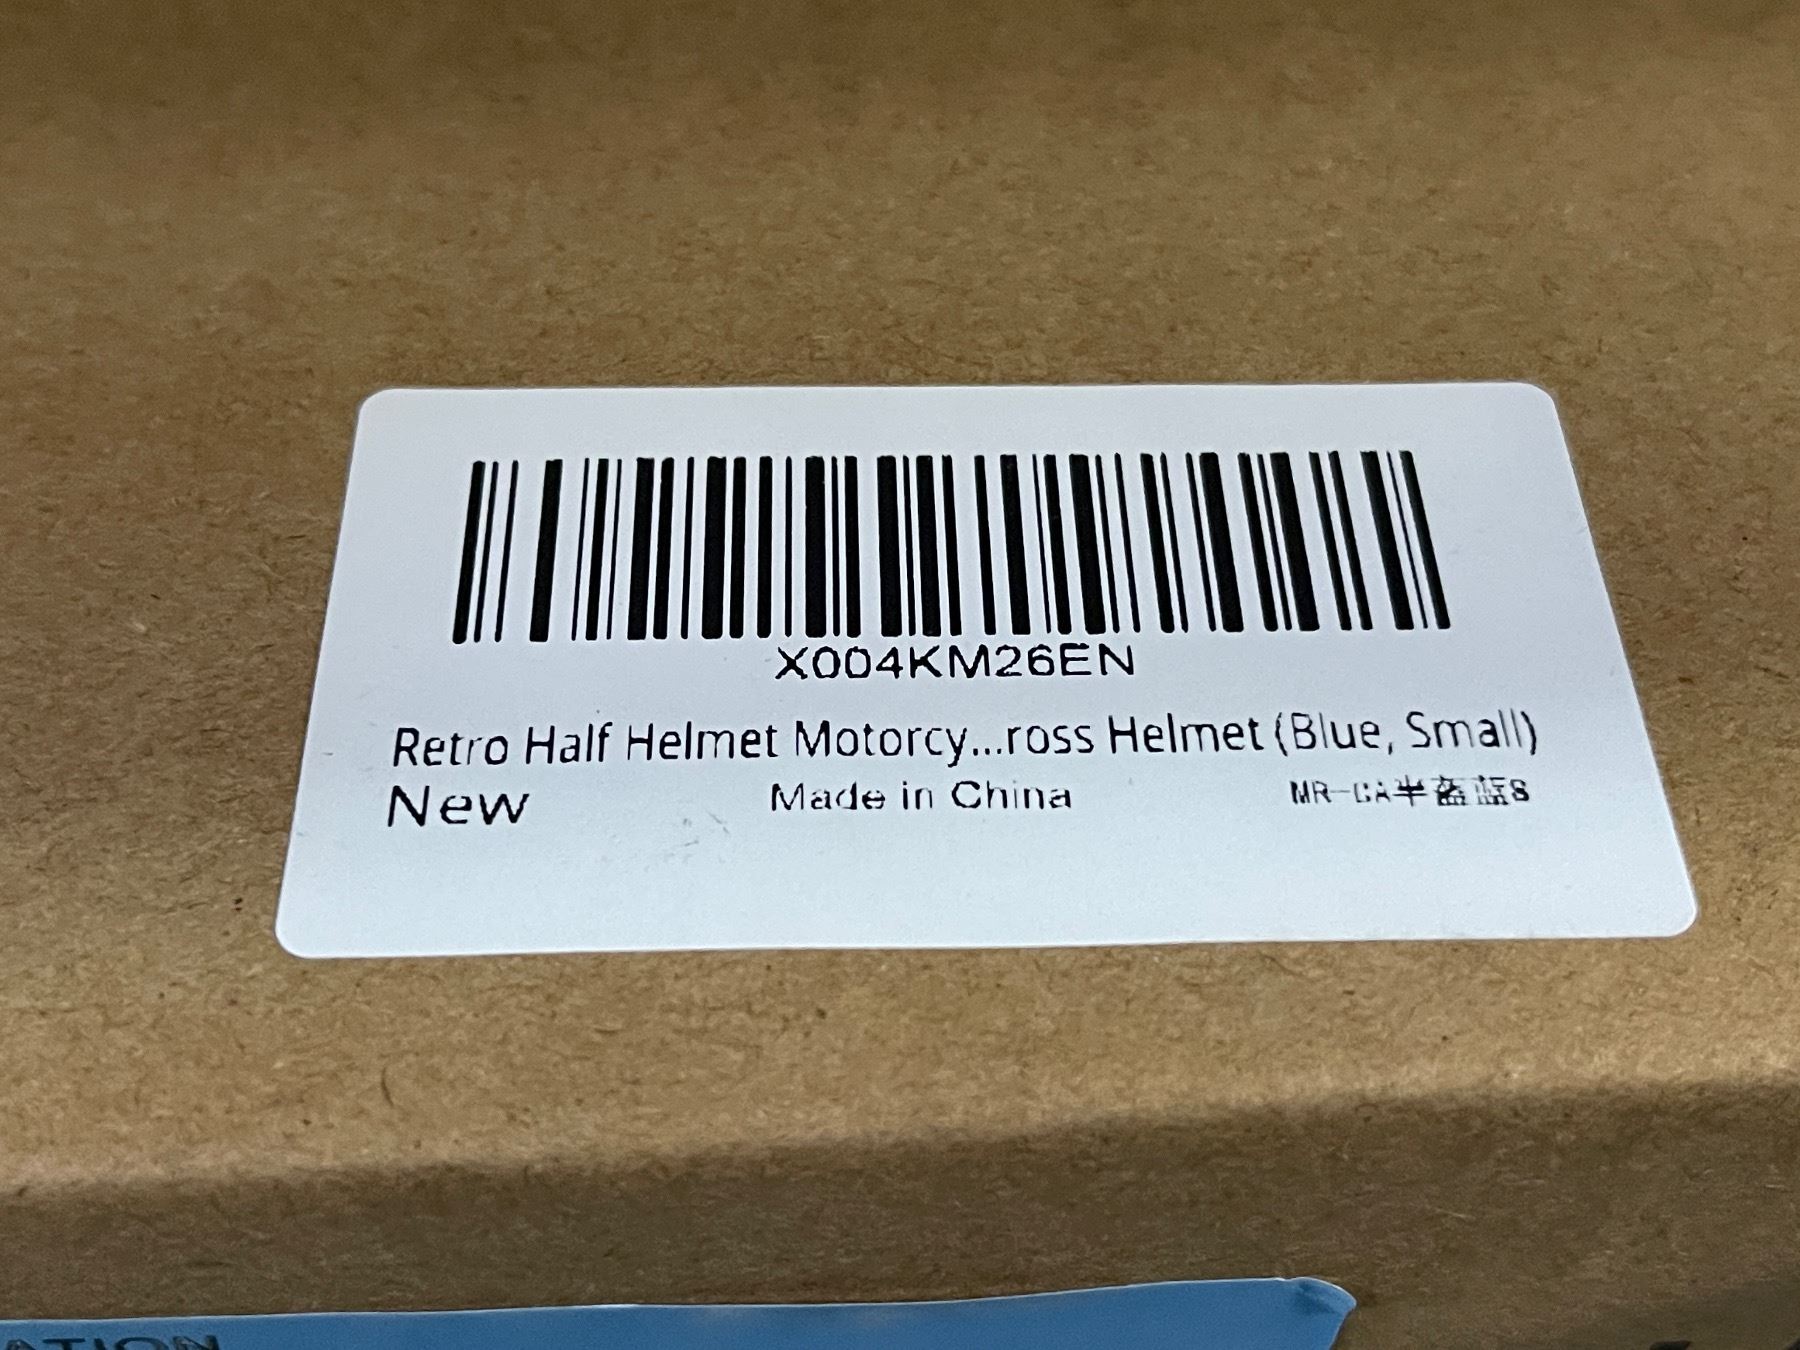 X004KM26EN
Retro Half Helmet Motorcy...ross Helmet (Blue, Small)
New Made in China MR-CA半盔蓝S
ATION